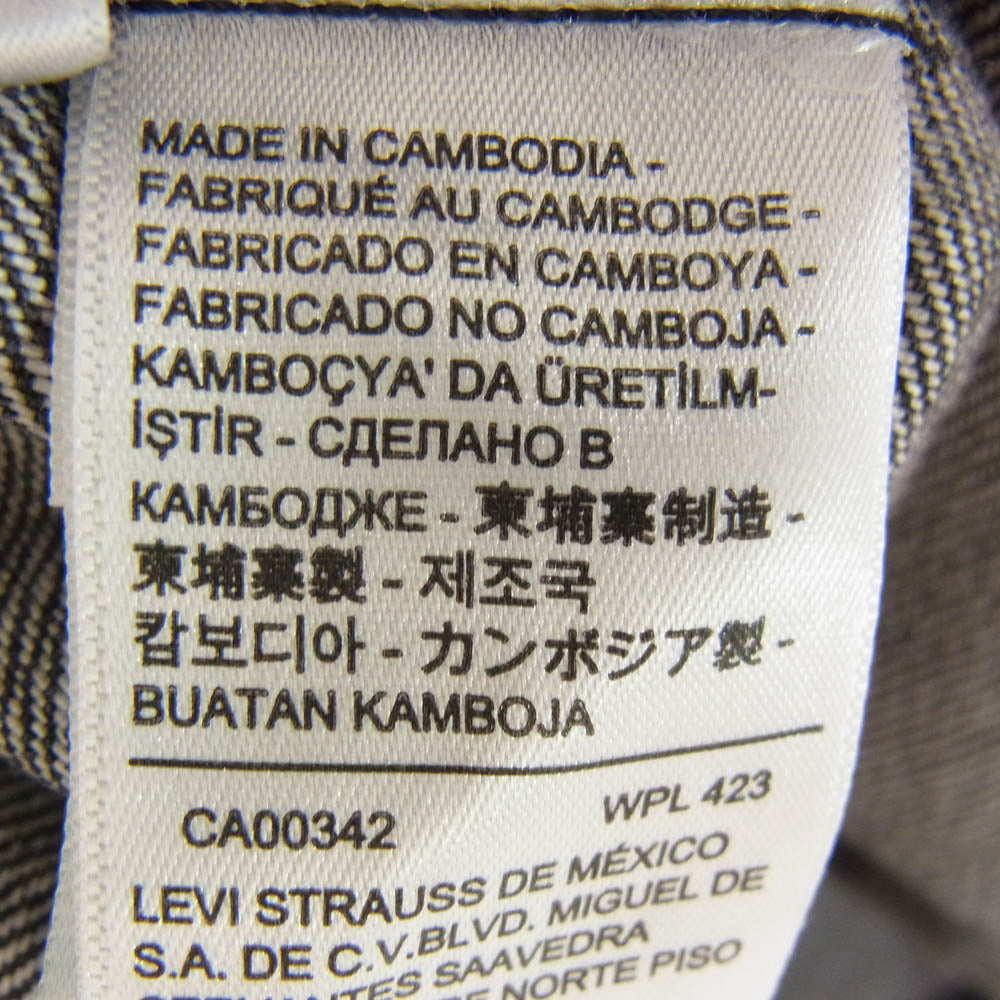 MADE IN CAMBODIA -
FABRIQUÉ AU CAMBODGE -
FABRICADO EN CAMBOYA -
FABRICADO NO CAMBOJA -
KAMBOÇYA' DA ÜRETİLM-
İŞTİR - СДЕЛАНО В
КАМБОДЖЕ - 柬埔寨制造 -
柬埔寨製 - 제조국
캄보디아 - カンボジア製 -
BUATAN KAMBOJA
CA00342 WPL 423
LEVI STRAUSS DE MÉXICO
S.A. DE C.V.BLVD. MIGUEL DE
CERVANTES SAAVEDRA
DE NORTE PISO